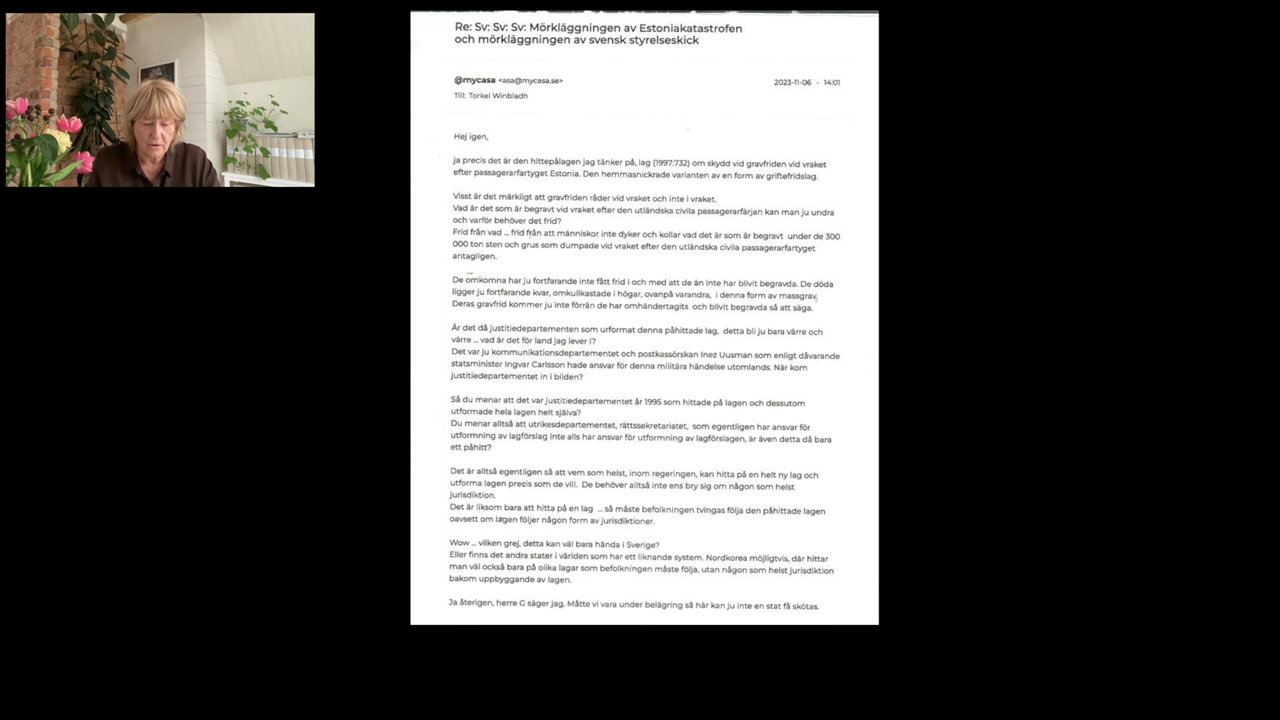 Re: Sv: Sv: Sv: Mörkläggningen av Estoniakatastrofen
och mörkläggningen av svensk styrelseskick
@mycasa <asa@mycasa.se>
2023-11-06 - 14:01
Till: Torkel Winbladh
Hej igen,
ja precis det är den hittepålagen jag tänker på, lag (1997:732) om skydd vid gravfriden vid vraket
efter passagerarfartyget Estonia. Den hemmasnickrade varianten av en form av griftefridslag.
Visst är det märkligt att gravfriden råder vid vraket och inte i vraket.
Vad är det som är begravt vid vraket efter den utländska civila passagerarfärjan kan man ju undra
och varför behöver det frid?
Frid från vad ... frid från att människor inte dyker och kollar vad det är som är begravt under de 300
000 ton sten och grus som dumpade vid vraket efter den utländska civila passagerarfartyget
antagligen.
De omkomna har ju fortfarande inte fått frid i och med att de än inte har blivit begravda. De döda
ligger ju fortfarande kvar, omkullkastade i högar, ovanpå varandra, i denna form av massgrav.
Deras gravfrid kommer ju inte förrän de har omhändertagits och blivit begravda så att säga.
Är det då justitiedepartementen som urformat denna påhittade lag, detta bli ju bara värre och
värre ... vad är det för land jag lever i?
Det var ju kommunikationsdepartementet och postkassörskan Inez Uusman som enligt dåvarande
statsminister Ingvar Carlsson hade ansvar för denna militära händelse utomlands. När kom
justitiedepartementet in i bilden?
Så du menar att det var justitiedepartementet år 1995 som hittade på lagen och dessutom
utformade hela lagen helt själva?
Du menar alltså att utrikesdepartementet, rättssekretariatet, som egentligen har ansvar för
utformning av lagförslag inte alls har ansvar för utformning av lagförslagen, är även detta då bara
ett påhitt?
Det är alltså egentligen så att vem som helst, inom regeringen, kan hitta på en helt ny lag och
utforma lagen precis som de vill. De behöver alltså inte ens bry sig om någon som helst
jurisdiktion.
Det är liksom bara att hitta på en lag ... så måste befolkningen tvingas följa den påhittade lagen
oavsett om lagen följer någon form av jurisdiktioner.
Wow ... vilken grej, detta kan väl bara hända i Sverige?
Eller finns det andra stater i världen som har ett liknande system. Nordkorea möjligtvis, där hittar
man väl också bara på olika lagar som befolkningen måste följa, utan någon som helst jurisdiktion
bakom uppbyggande av lagen.
Ja återigen, herre G säger jag. Måtte vi vara under belägring så här kan ju inte en stat få skötas.